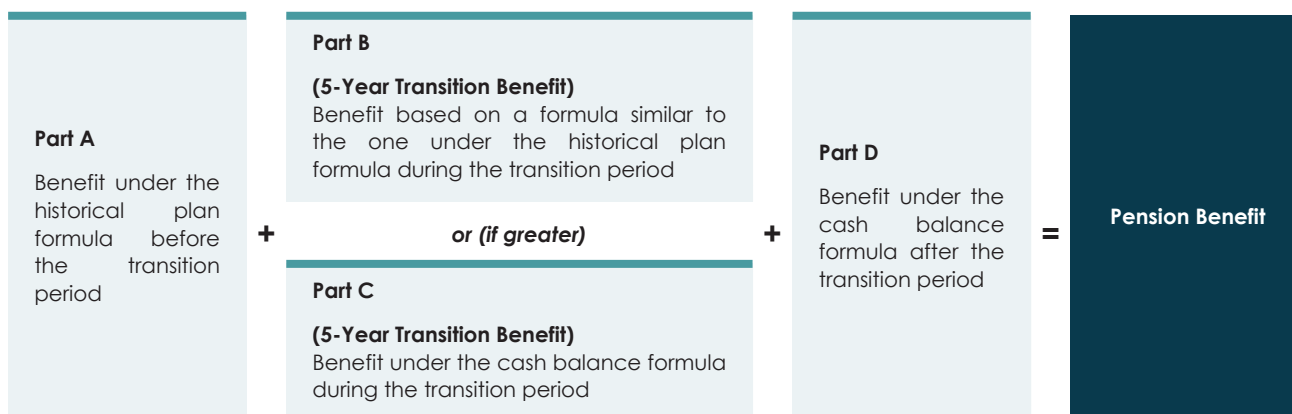 Part A
Benefit under the
historical plan
formula before
the transition
period
+
Part B
(5-Year Transition Benefit)
Benefit based on a formula similar to
the one under the historical plan
formula during the transition period
or (if greater)
Part C
(5-Year Transition Benefit)
Benefit under the cash balance formula
during the transition period
+
Part D
Benefit under the
cash balance
formula after the
transition period
=
Pension Benefit